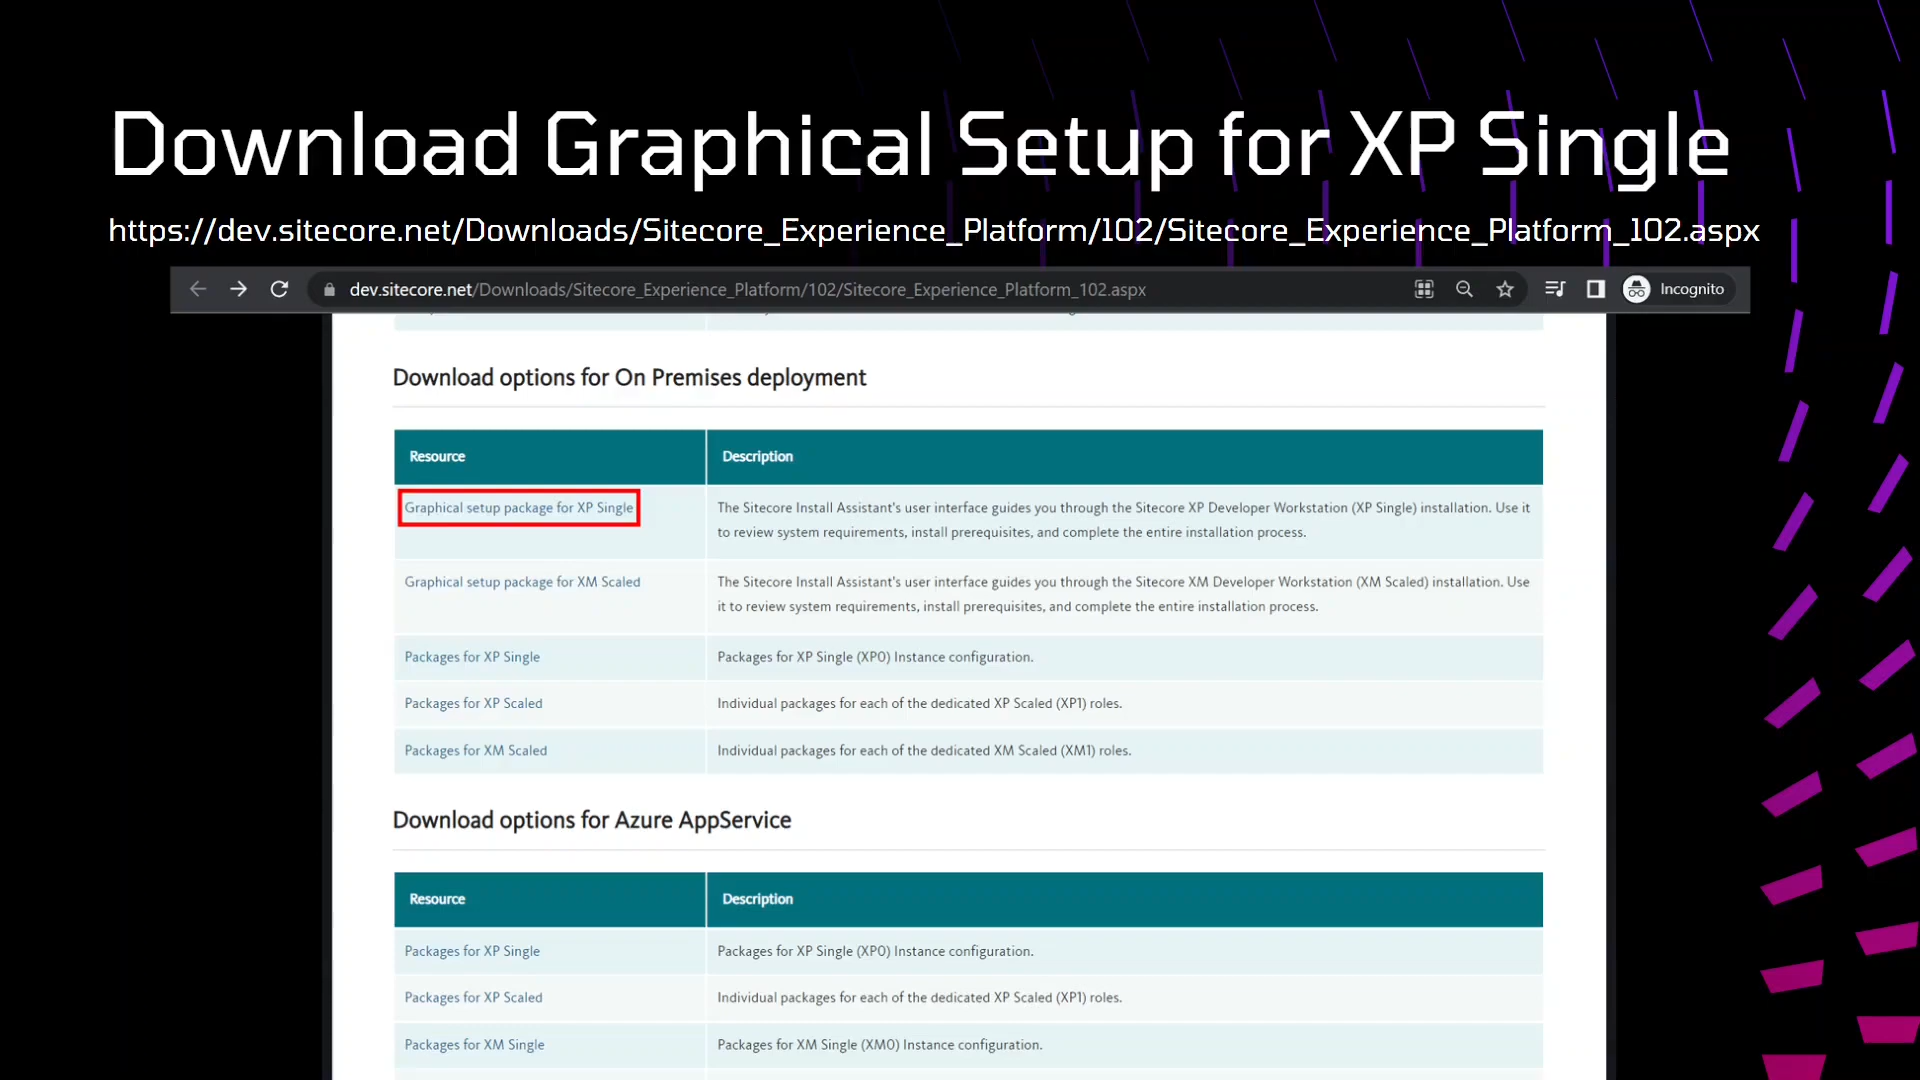 Download Graphical Setup for XP Single
https://dev.sitecore.net/Downloads/Sitecore_Experience_Platform/102/Sitecore_Experience_Platform_102.aspx
dev.sitecore.net/Downloads/Sitecore_Experience_Platform/102/Sitecore_Experience_Platform_102.aspx
Incognito
Download options for On Premises deployment
Resource
Description
Graphical setup package for XP Single
The Sitecore Install Assistant's user interface guides you through the Sitecore XP Developer Workstation (XP Single) installation. Use it
to review system requirements, install prerequisites, and complete the entire installation process.
Graphical setup package for XM Scaled
The Sitecore Install Assistant's user interface guides you through the Sitecore XM Developer Workstation (XM Scaled) installation. Use
it to review system requirements, install prerequisites, and complete the entire installation process.
Packages for XP Single
Packages for XP Single (XP0) Instance configuration.
Packages for XP Scaled
Individual packages for each of the dedicated XP Scaled (XP1) roles.
Packages for XM Scaled
Individual packages for each of the dedicated XM Scaled (XM1) roles.
Download options for Azure AppService
Resource
Description
Packages for XP Single
Packages for XP Single (XP0) Instance configuration.
Packages for XP Scaled
Individual packages for each of the dedicated XP Scaled (XP1) roles.
Packages for XM Single
Packages for XM Single (XM0) Instance configuration.